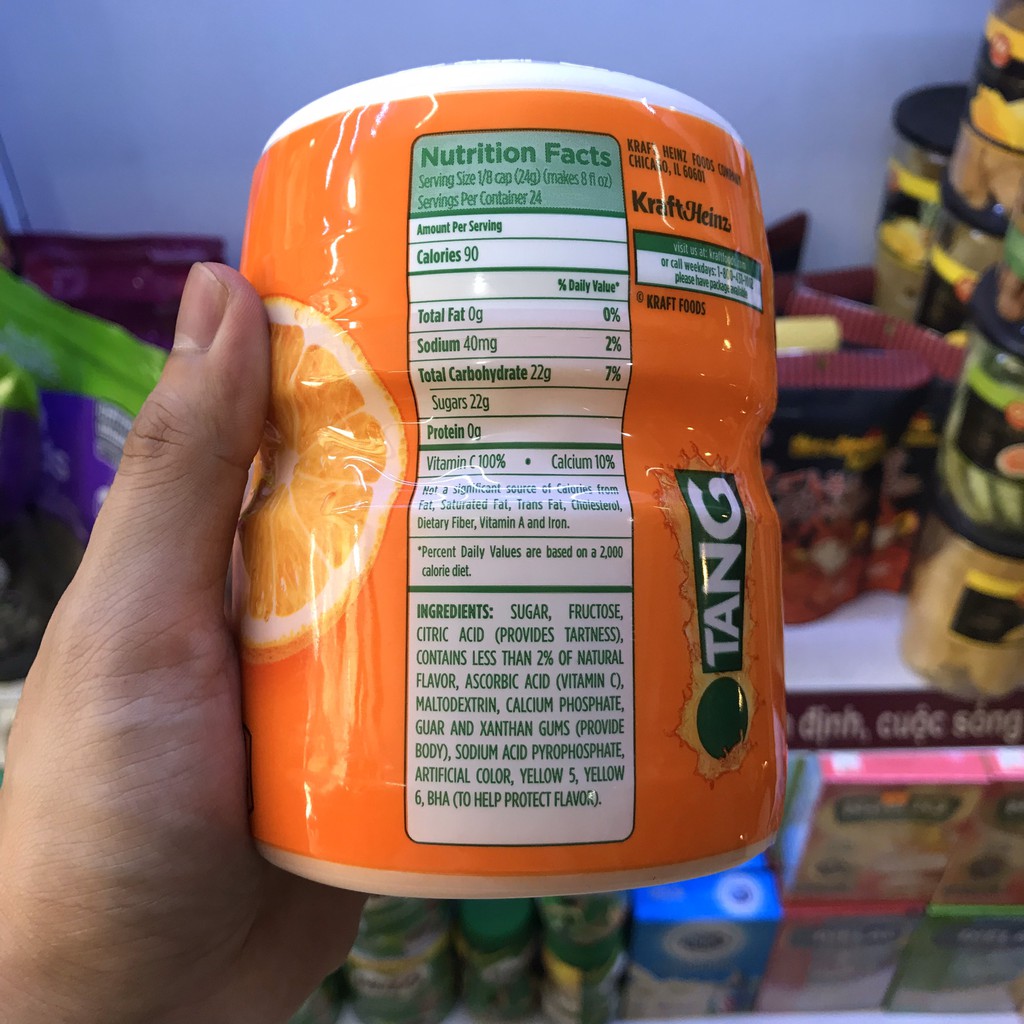 Nutrition Facts
Serving Size 1/8 cap (24g) (makes 8 fl oz)
Servings Per Container 24
Amount Per Serving
Calories 90
% Daily Value*
Total Fat 0g 0%
Sodium 40mg 2%
Total Carbohydrate 22g 7%
Sugars 22g
Protein 0g
Vitamin C 100% • Calcium 10%
Not a significant source of Calories from
Fat, Saturated Fat, Trans Fat, Cholesterol,
Dietary Fiber, Vitamin A and Iron.
*Percent Daily Values are based on a 2,000
calorie diet.
INGREDIENTS: SUGAR, FRUCTOSE,
CITRIC ACID (PROVIDES TARTNESS),
CONTAINS LESS THAN 2% OF NATURAL
FLAVOR, ASCORBIC ACID (VITAMIN C),
MALTODEXTRIN, CALCIUM PHOSPHATE,
GUAR AND XANTHAN GUMS (PROVIDE
BODY), SODIUM ACID PYROPHOSPHATE,
ARTIFICIAL COLOR, YELLOW 5, YELLOW
6, BHA (TO HELP PROTECT FLAVOR).
KRAFT HEINZ FOODS COMPANY
CHICAGO, IL 60601
KraftHeinz
visit us at:
or call weekdays:
please have package available
© KRAFT FOODS
TANG
định, cuộc sống